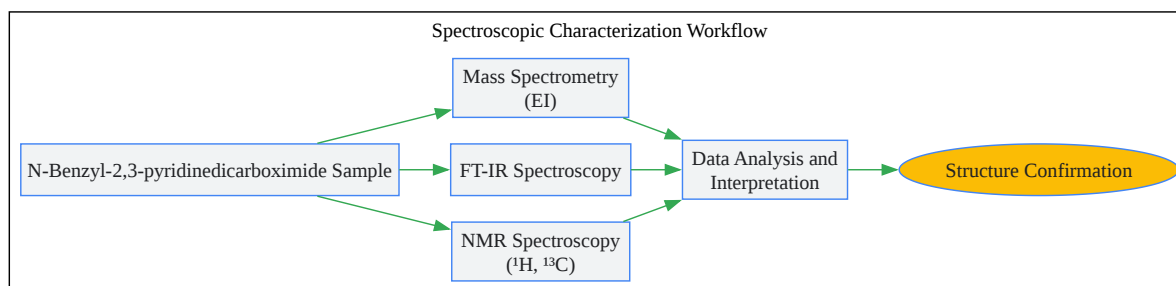 Spectroscopic Characterization Workflow
Mass Spectrometry
(EI)
N-Benzyl-2,3-pyridinedicarboximide Sample
FT-IR Spectroscopy
Data Analysis and
Interpretation
Structure Confirmation
NMR Spectroscopy
(¹H, ¹³C)